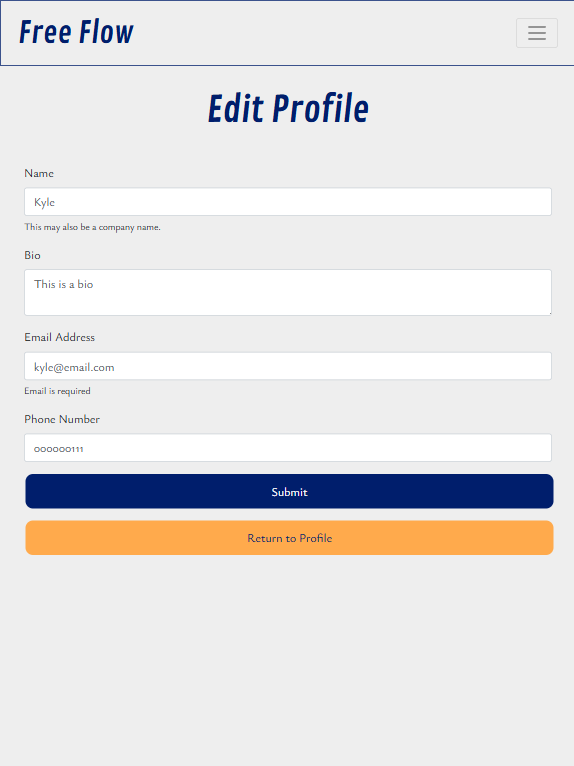 Free Flow
Edit Profile
Name
Kyle
This may also be a company name.
Bio
This is a bio
Email Address
kyle@email.com
Email is required
Phone Number
000000111
Submit
Return to Profile